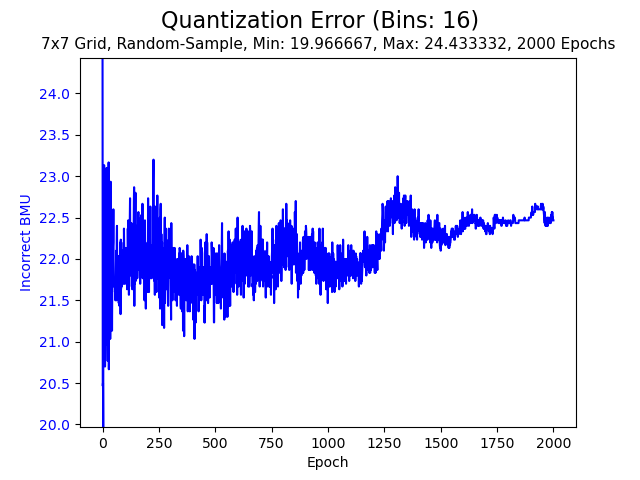 Quantization Error (Bins: 16)
7x7 Grid, Random-Sample, Min: 19.966667, Max: 24.433332, 2000 Epochs
24.0
23.5
23.0
22.5
22.0
21.5
21.0
20.5
20.0
Incorrect BMU
0 250 500 750 1000 1250 1500 1750 2000
Epoch